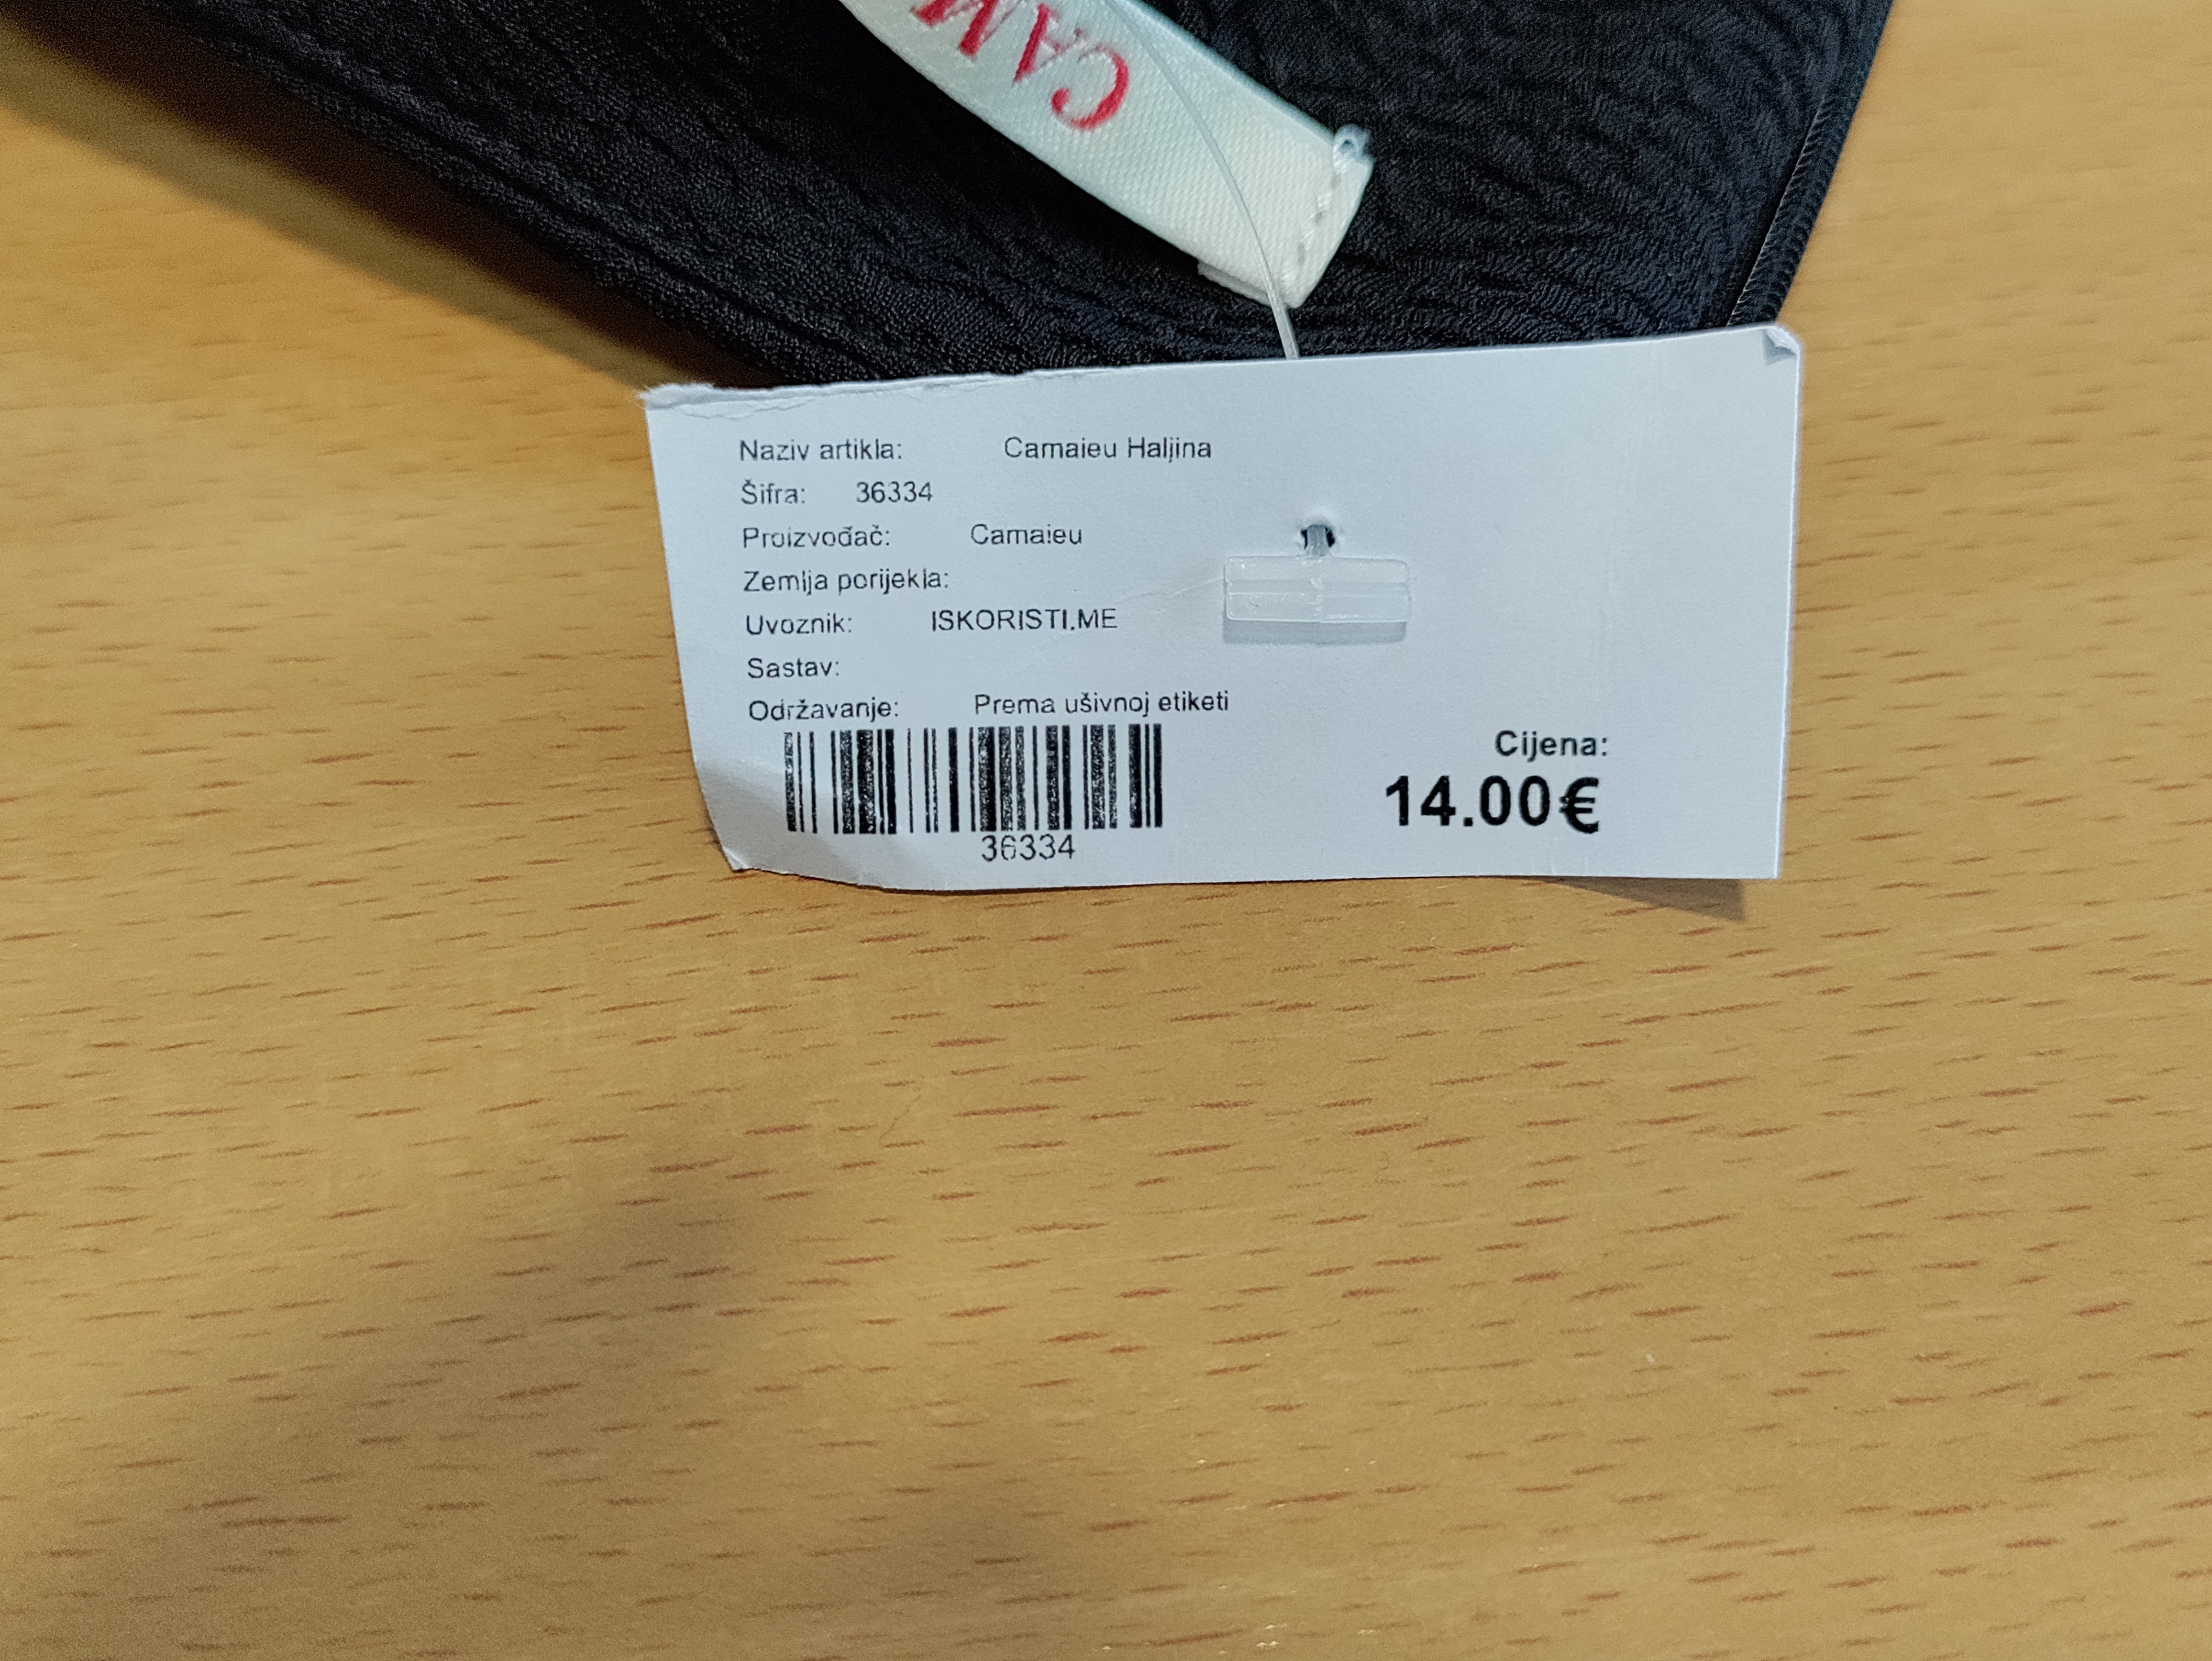 CAM
Naziv artikla: Camaieu Haljina
Šifra: 36334
Proizvođač: Camaieu
Zemlja porijekla:
Uvoznik: ISKORISTI.ME
Sastav:
Održavanje: Prema ušivnoj etiketi
36334
Cijena:
14.00€